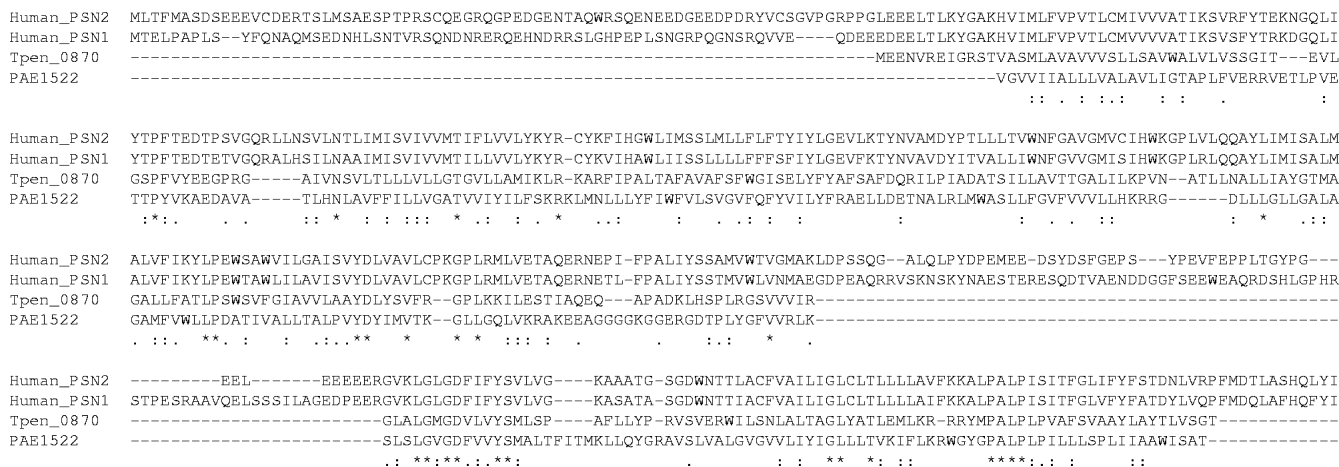 Human_PSN2 MLTFMASDSEEEVCDERTSLMSAESPTPRSCQEGRQGPEDGENTAQWRSQENEEDGEEDPDRYVCSGVPGRPPGLEEELTLKYGAKHVIMLFVPVTLCMIVVVATIKSVRFYTEKNGQLI
Human_PSN1 MTELPAPLS--YFQNAQMSEDNHLSNTVRSQNDNRERQEHNDRRSLGHPEPLSNGRPQGNSRQVVE----QDEEEDEELTLKYGAKHVIMLFVPVTLCMVVVVATIKSVSFYTRKDGQLI
Tpen_0870 -------------------------------------------------------------------MEENVREIGRSTVASMLAVAVVVSLLSAVWALVLVSSGIT---EVL
PAE1522 ------------------------------------------------------------------------------VGVVIIALLLVALAVLIGTAPLFVERRVETLPVE
:: . : : :. : : . :
Human_PSN2 YTPFTEDTPSVGQRLLNSVLNTLIMISVIVVMTIFLVVLYKYR-CYKFIHGWLIMSSLMLLFLFTYIYLGEVLKTYNVAMDYPTLLLTVWNFGAVGMVCIHWKGPLVLQQAYLIMISALM
Human_PSN1 YTPFTEDTETVGQRALHSILNAAIMISVIVVMTILLVVLYKYR-CYKVIHAWLIISSLLLLFFFSFIYLGEVFKTYNVAVDYITVALLIWNFGVVGMISIHWKGPLRLQQAYLIMISALM
Tpen_0870 GSPFVYEEGPRG-----AIVNSVLTLLLVLLGTGVLLAMIKLR-KARFIPALTAFAVAFSFWGISELYFYAFSAFDQRILPIADATSILLAVTTGALILKPVN--ATLLNALLIAYGTMA
PAE1522 TTPYVKAEDAVA-----TLHNLAVFFILLVGATVVIYILFSKRKLMNLLLYFIWFVLSVGVFQFYVILYFRAELLDETNALRLMWASLLFGVFVVVLLHKRRG-----DLLLGLLGALA
:*: . . .: * : .:: * .: : * : . . : : : : : .: :: : * .::
Human_PSN2 ALVFIKYLPEWSAWVILGAISVYDLVAVLCPKGPLRMLVETAQERNEPI-FPALIYSSAMVWTVGMAKLDPSSQG--ALQLPYDPEMEE-DSYDSFGEPS-YPEVFEPPLTGYPG---
Human_PSN1 ALVFIKYLPEWTAWLILAVISVYDLVAVLCPKGPLRMLVETAQERNETL-FPALIYSSTMVWLVNMAEGDPEAQRRVSKNSKYNAESTERESQDTVAENDDGGFSEEWEAQRDSHLGPHR
Tpen_0870 GALLFATLPSWSVFGIAVVLAAYDLYSVFR--GPLKKILESTIAQEQ--APADKLHSPLRGSVVVIR
PAE1522 GAMFVWLLPDATIVALLTALPVYDYIMVTK--GLLGQLVKRAKEEAGGGGKGGERGDTPLYGFVVRLK-----------------------------------------------
. ::. **. : : :.. ** * * * ::: : . .:. : *
Human_PSN2 ---------EEL-------EEEEERGVKLGLGDFIFYSVLVG----KAAATG-SGDWNTTLACFVAILIGLCLTLLLLAVFKKALPALPISITFGLIFYFSTDNLVRPFMDTLASHQLYI
Human_PSN1 STPESRAAVQELSSSILAGEDPEERGVKLGLGDFIFYSVLVG----KASATA-SGDWNTTIACFVAILIGLCLTLLLLAIFKKALPALPISITFGLVFYFATDYLVQPFMDQLAFHQFYI
Tpen_0870 -------------------------GLALGMGDVLVYSMLSP----AFLLYP-RVSVERWILSNLALTAGLYATLEMLKR-RRYMPALPLPVAFSVAAYLAYTLVSGT------------
PAE1522 -------------------------SLSLGVGDFVVYSMALTFITMKLLQYGRAVSLVALGVGVVLIYIGLLLTVKIFLKRWGYGPALPLPILLLSPLIIAAWISAT-------------
.: **:**.:.**: . : : ** *: :: ****:.: : : ::